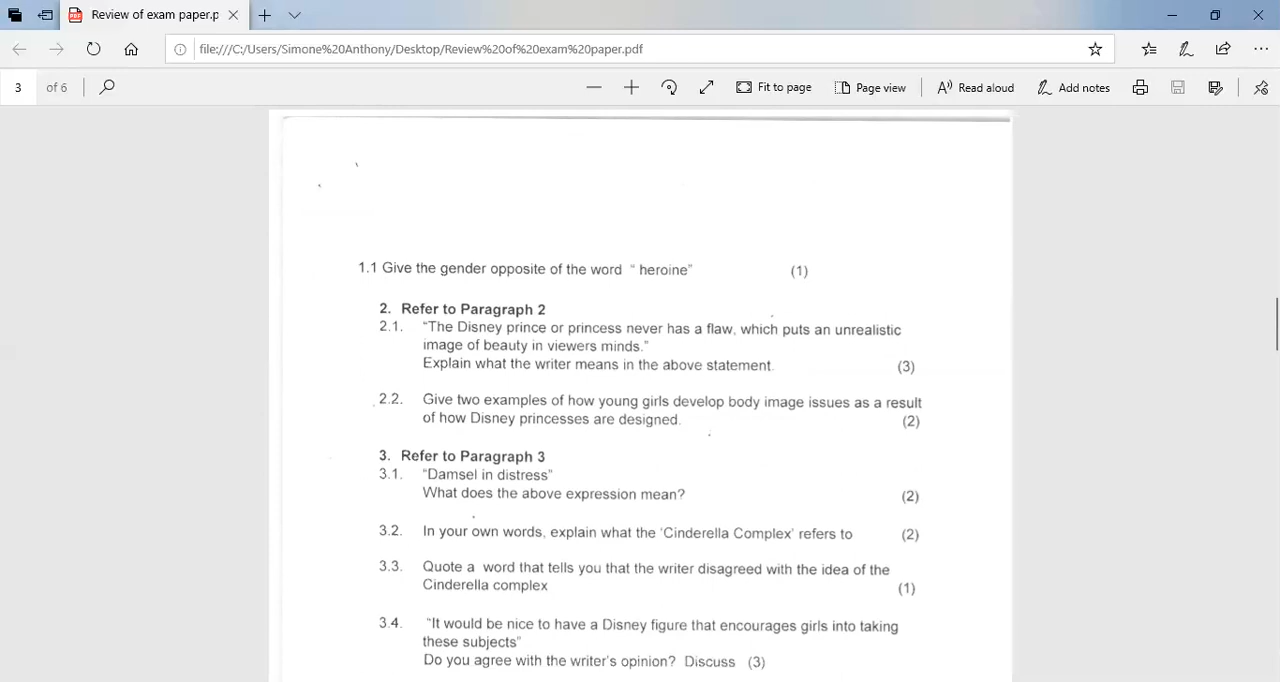 Review of exam paper.p
file:///C:/Users/Simone%20Anthony/Desktop/Review%20of%20exam%20paper.pdf
3 of 6 Fit to page Page view Read aloud Add notes
1.1 Give the gender opposite of the word “ heroine” (1)
2. Refer to Paragraph 2
2.1. “The Disney prince or princess never has a flaw, which puts an unrealistic
image of beauty in viewers minds.”
Explain what the writer means in the above statement. (3)
2.2. Give two examples of how young girls develop body image issues as a result
of how Disney princesses are designed. (2)
3. Refer to Paragraph 3
3.1. “Damsel in distress”
What does the above expression mean? (2)
3.2. In your own words, explain what the ‘Cinderella Complex’ refers to (2)
3.3. Quote a word that tells you that the writer disagreed with the idea of the
Cinderella complex (1)
3.4. “It would be nice to have a Disney figure that encourages girls into taking
these subjects”
Do you agree with the writer’s opinion? Discuss (3)